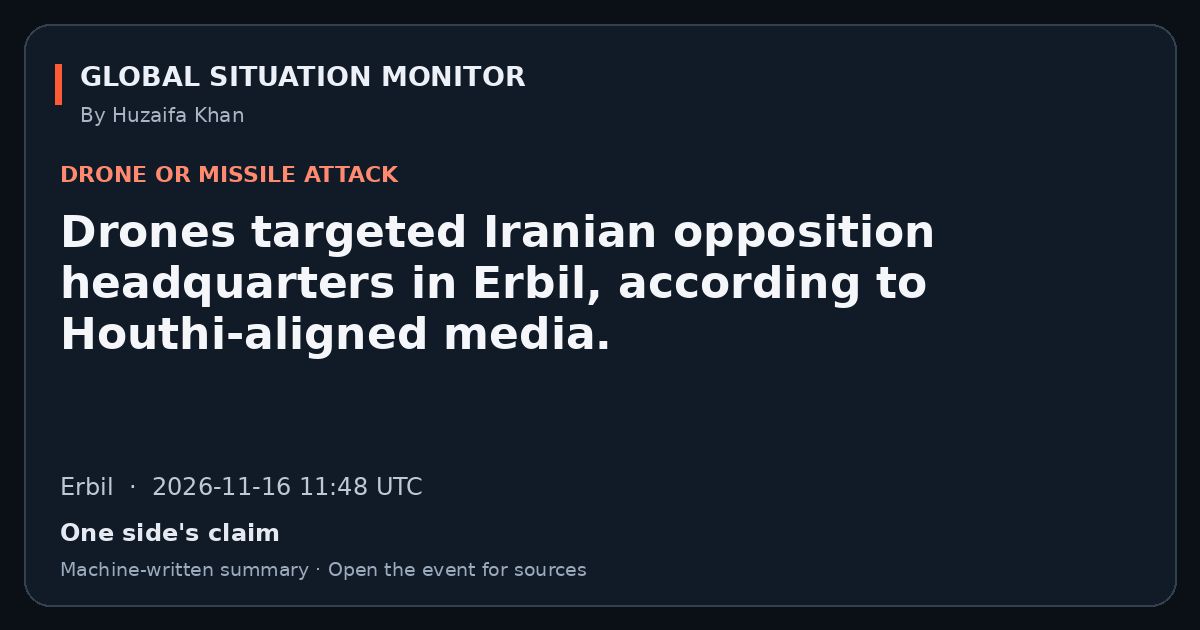 GLOBAL SITUATION MONITOR
By Huzaifa Khan
DRONE OR MISSILE ATTACK
Drones targeted Iranian opposition
headquarters in Erbil, according to
Houthi-aligned media.
Erbil · 2026-11-16 11:48 UTC
One side's claim
Machine-written summary · Open the event for sources